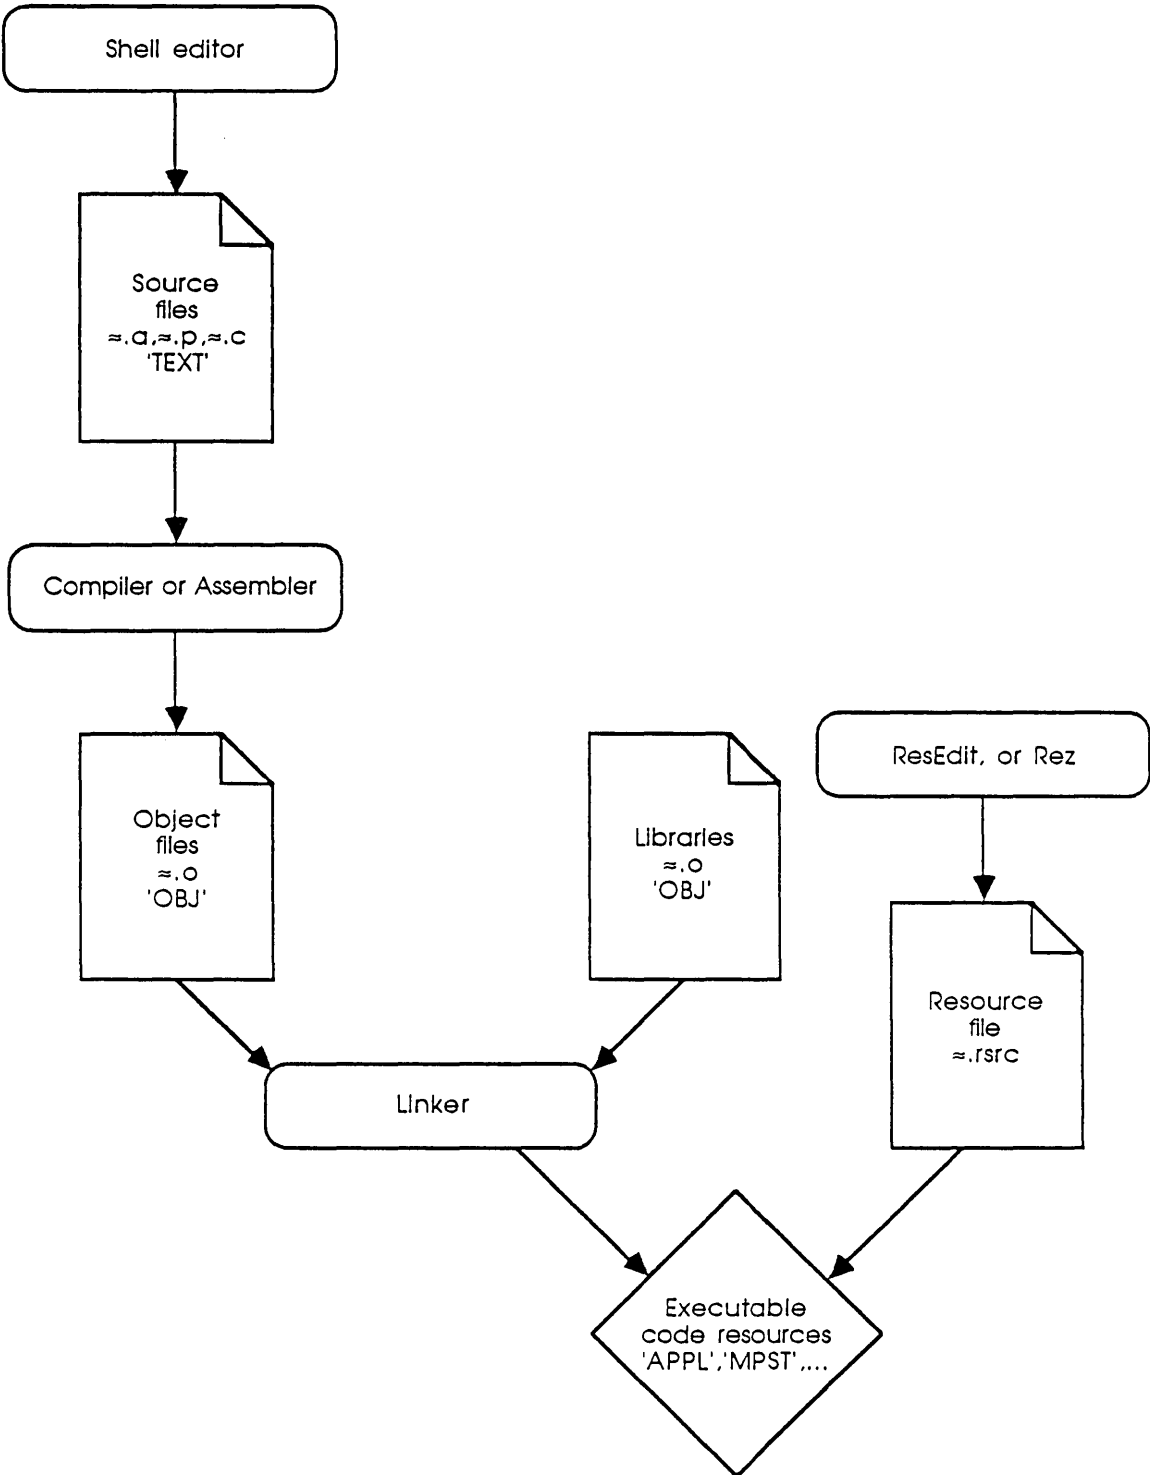 Shell editor
Source
files
≈.a,≈.p,≈.c
'TEXT'
Compiler or Assembler
Object
files
≈.o
'OBJ'
Libraries
≈.o
'OBJ'
ResEdit, or Rez
Resource
file
≈.rsrc
Linker
Executable
code resources
'APPL','MPST',...